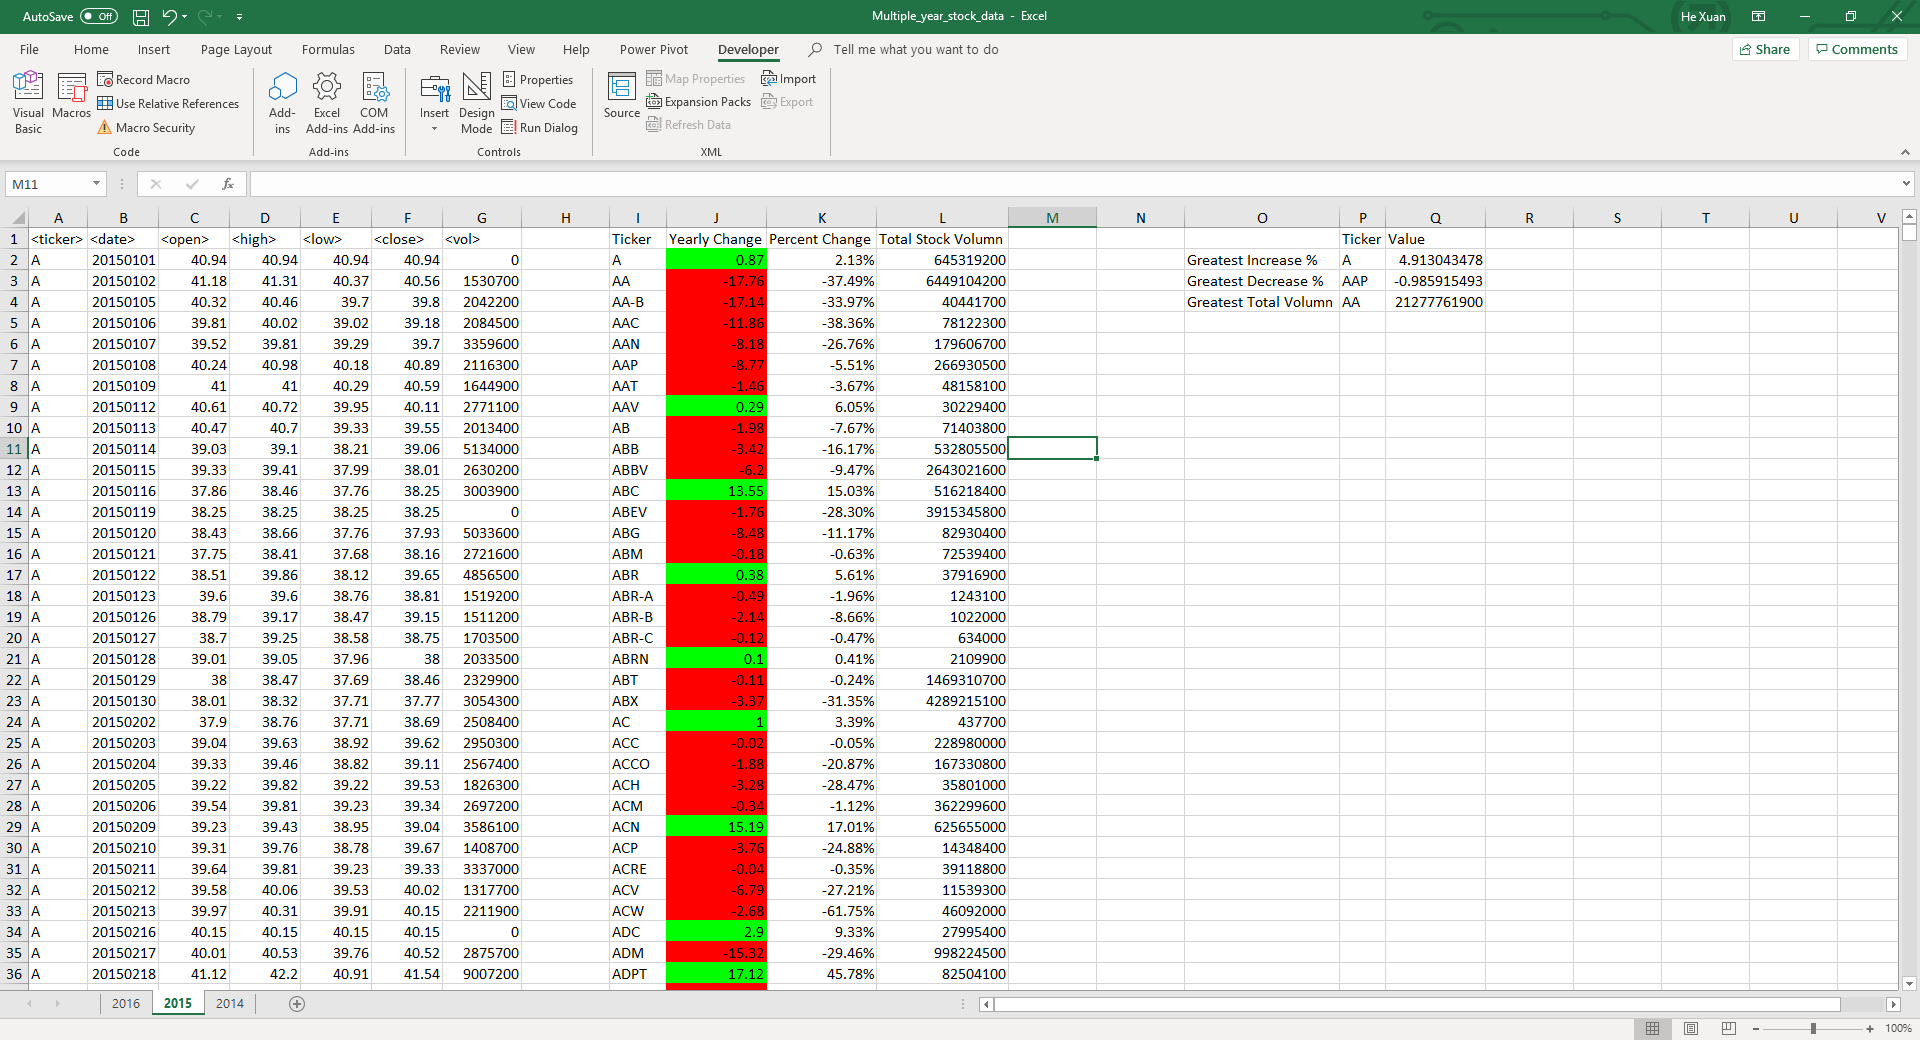 AutoSave Off Multiple_year_stock_data - Excel He Xuan
File Home Insert Page Layout Formulas Data Review View Help Power Pivot Developer Tell me what you want to do Share Comments
Visual Basic
Macros
Record Macro
Use Relative References
Macro Security
Code
Add-ins
Excel Add-ins
COM Add-ins
Add-ins
Insert
Design Mode
Properties
View Code
Run Dialog
Controls
Source
Map Properties
Expansion Packs
Refresh Data
Import
Export
XML
M11 fx
A B C D E F G H I J K L M N O P Q R S T U V
1 <ticker> <date> <open> <high> <low> <close> <vol> Ticker Yearly Change Percent Change Total Stock Volumn Ticker Value
2 A 20150101 40.94 40.94 40.94 40.94 0 A 0.87 2.13% 645319200 Greatest Increase % A 4.913043478
3 A 20150102 41.18 41.31 40.37 40.56 1530700 AA -17.76 -37.49% 6449104200 Greatest Decrease % AAP -0.985915493
4 A 20150105 40.32 40.46 39.7 39.8 2042200 AA-B -17.14 -33.97% 40441700 Greatest Total Volumn AA 21277761900
5 A 20150106 39.81 40.02 39.02 39.18 2084500 AAC -11.86 -38.36% 78122300
6 A 20150107 39.52 39.81 39.29 39.7 3359600 AAN -8.18 -26.76% 179606700
7 A 20150108 40.24 40.98 40.18 40.89 2116300 AAP -8.77 -5.51% 266930500
8 A 20150109 41 41 40.29 40.59 1644900 AAT -1.46 -3.67% 48158100
9 A 20150112 40.61 40.72 39.95 40.11 2771100 AAV 0.29 6.05% 30229400
10 A 20150113 40.47 40.7 39.33 39.55 2013400 AB -1.98 -7.67% 71403800
11 A 20150114 39.03 39.1 38.21 39.06 5134000 ABB -3.42 -16.17% 532805500
12 A 20150115 39.33 39.41 37.99 38.01 2630200 ABBV -6.2 -9.47% 2643021600
13 A 20150116 37.86 38.46 37.76 38.25 3003900 ABC 13.55 15.03% 516218400
14 A 20150119 38.25 38.25 38.25 38.25 0 ABEV -1.76 -28.30% 3915345800
15 A 20150120 38.43 38.66 37.76 37.93 5033600 ABG -8.48 -11.17% 82930400
16 A 20150121 37.75 38.41 37.68 38.16 2721600 ABM -0.18 -0.63% 72539400
17 A 20150122 38.51 39.86 38.12 39.65 4856500 ABR 0.38 5.61% 37916900
18 A 20150123 39.6 39.6 38.76 38.81 1519200 ABR-A -0.49 -1.96% 1243100
19 A 20150126 38.79 39.17 38.47 39.15 1511200 ABR-B -2.14 -8.66% 1022000
20 A 20150127 38.7 39.25 38.58 38.75 1703500 ABR-C -0.12 -0.47% 634000
21 A 20150128 39.01 39.05 37.96 38 2033500 ABRN 0.1 0.41% 2109900
22 A 20150129 38 38.47 37.69 38.46 2329900 ABT -0.11 -0.24% 1469310700
23 A 20150130 38.01 38.32 37.71 37.77 3054300 ABX -3.37 -31.35% 4289215100
24 A 20150202 37.9 38.76 37.71 38.69 2508400 AC 1 3.39% 437700
25 A 20150203 39.04 39.63 38.92 39.62 2950300 ACC -0.02 -0.05% 228980000
26 A 20150204 39.33 39.46 38.82 39.11 2567400 ACCO -1.88 -20.87% 167330800
27 A 20150205 39.22 39.82 39.22 39.53 1826300 ACH -3.28 -28.47% 35801000
28 A 20150206 39.54 39.81 39.23 39.34 2697200 ACM -0.34 -1.12% 362299600
29 A 20150209 39.23 39.43 38.95 39.04 3586100 ACN 15.19 17.01% 625655000
30 A 20150210 39.31 39.76 38.78 39.67 1408700 ACP -3.76 -24.88% 14348400
31 A 20150211 39.64 39.81 39.23 39.33 3337000 ACRE -0.04 -0.35% 39118800
32 A 20150212 39.58 40.06 39.53 40.02 1317700 ACV -6.79 -27.21% 11539300
33 A 20150213 39.97 40.31 39.91 40.15 2211900 ACW -2.68 -61.75% 46092000
34 A 20150216 40.15 40.15 40.15 40.15 0 ADC 2.9 9.33% 27995400
35 A 20150217 40.01 40.53 39.76 40.52 2875700 ADM -15.32 -29.46% 998224500
36 A 20150218 41.12 42.2 40.91 41.54 9007200 ADPT 17.12 45.78% 82504100
2016 2015 2014
100%